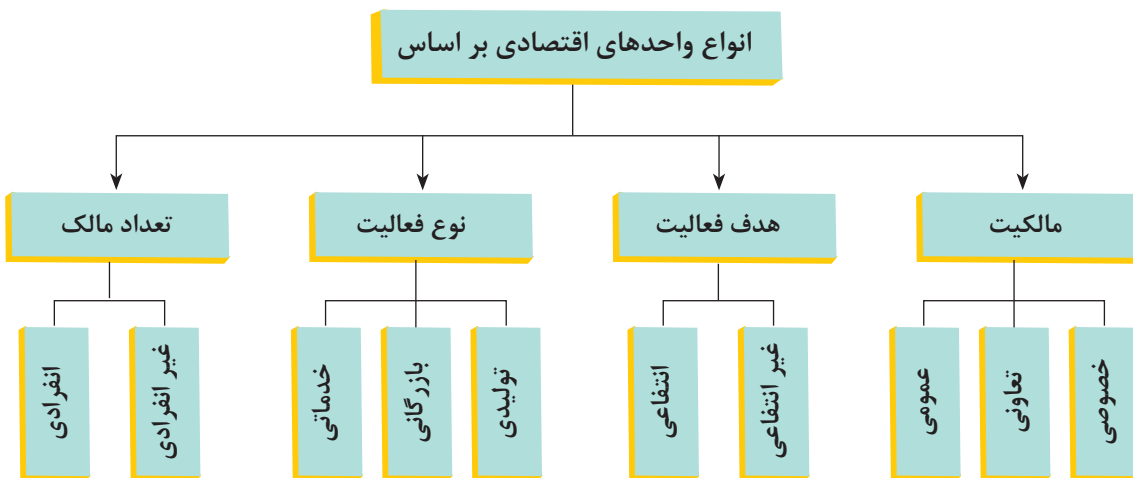 انواع واحدهای اقتصادی بر اساس
مالکیت
هدف فعالیت
نوع فعالیت
تعداد مالک
خصوصی
تعاونی
عمومی
غیر انتفاعی
انتفاعی
تولیدی
بازرگانی
خدماتی
غیر انفرادی
انفرادی